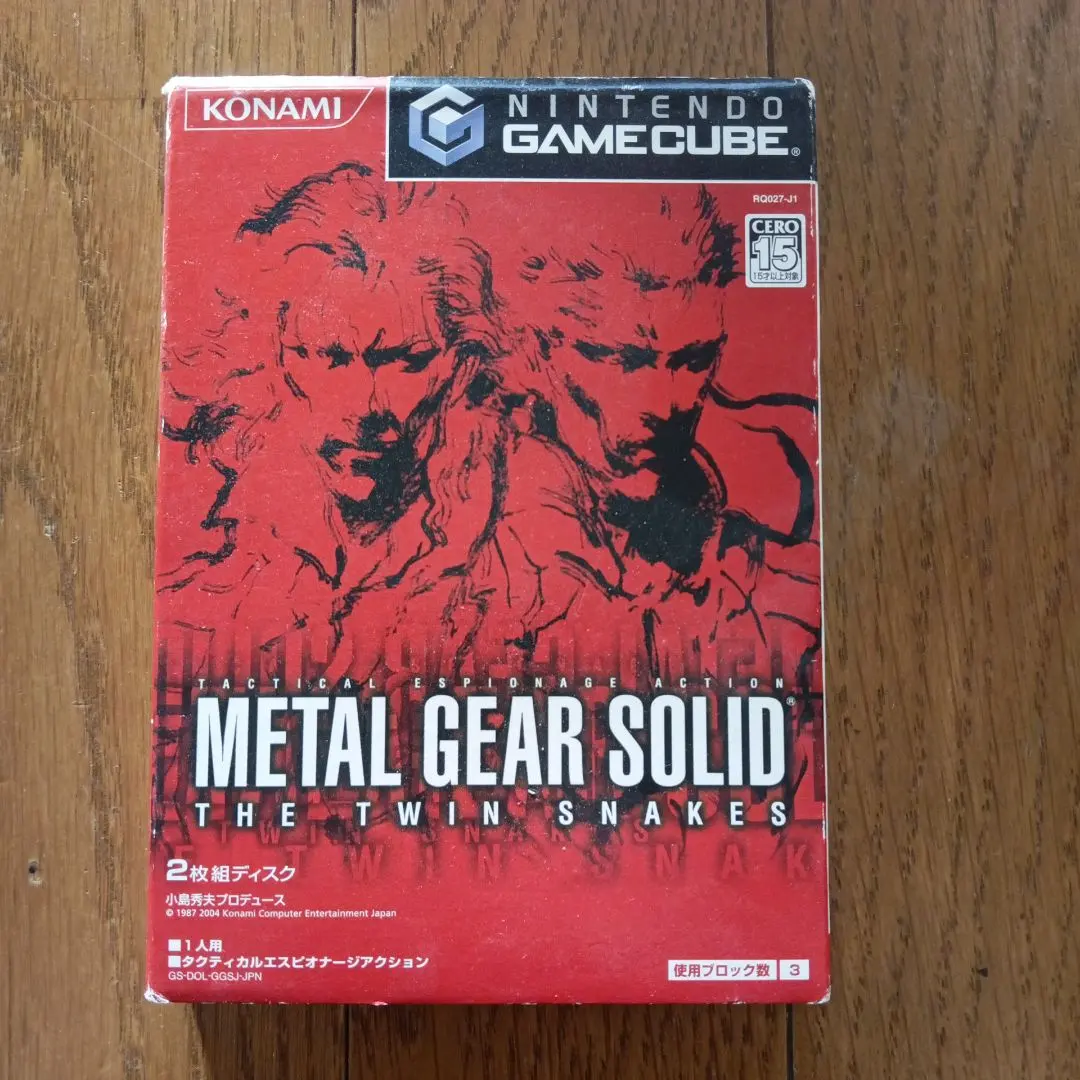 KONAMI
NINTENDO
GAMECUBE®
RQ027-J1
CERO
15
15才以上対象
TACTICAL ESPIONAGE ACTION
METAL GEAR SOLID®
THE TWIN SNAKES
TWIN SNAKES
E TWIN SNAK
2枚組ディスク
小島秀夫プロデュース
© 1987 2004 Konami Computer Entertainment Japan
■1人用
■タクティカルエスピオナージアクション
GS-DOL-GGSJ-JPN
使用ブロック数 3